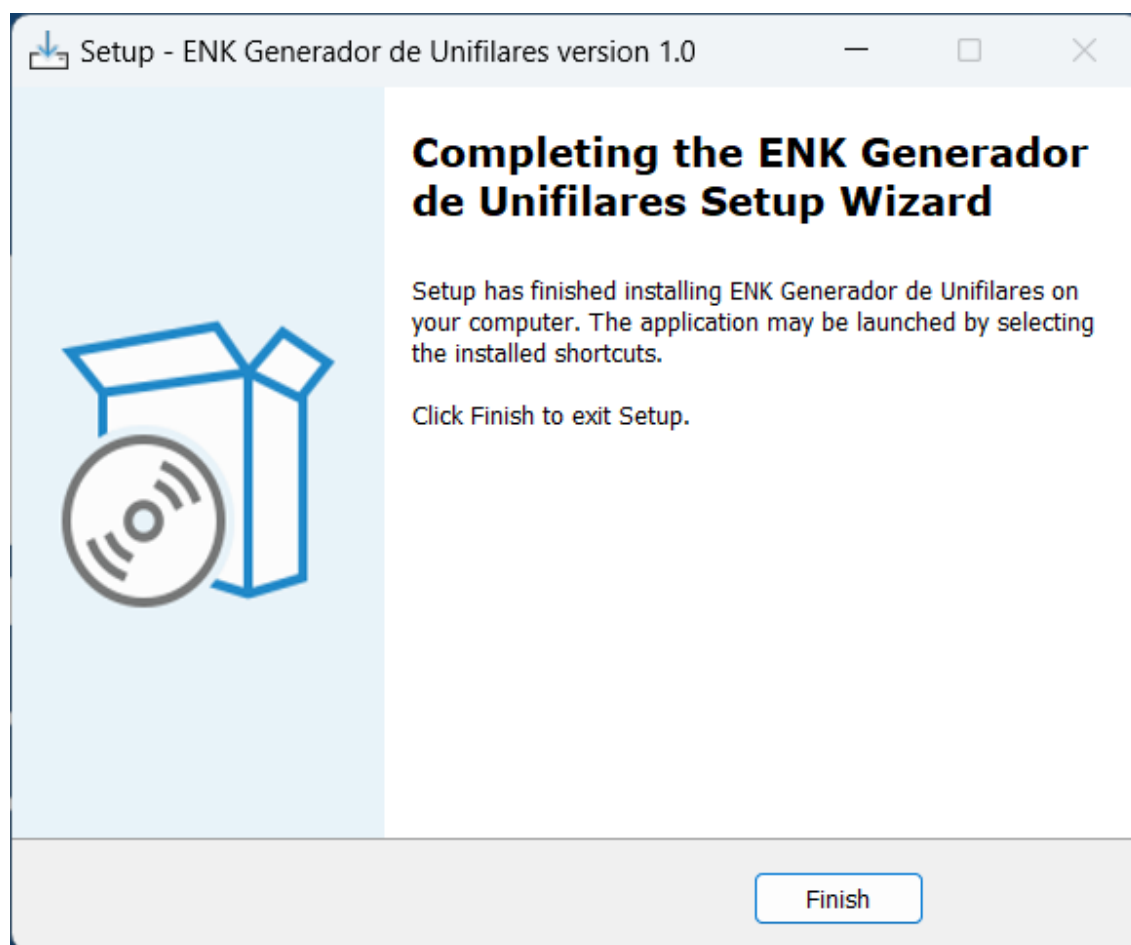 Setup - ENK Generador de Unifilares version 1.0
Completing the ENK Generador
de Unifilares Setup Wizard
Setup has finished installing ENK Generador de Unifilares on
your computer. The application may be launched by selecting
the installed shortcuts.
Click Finish to exit Setup.
Finish